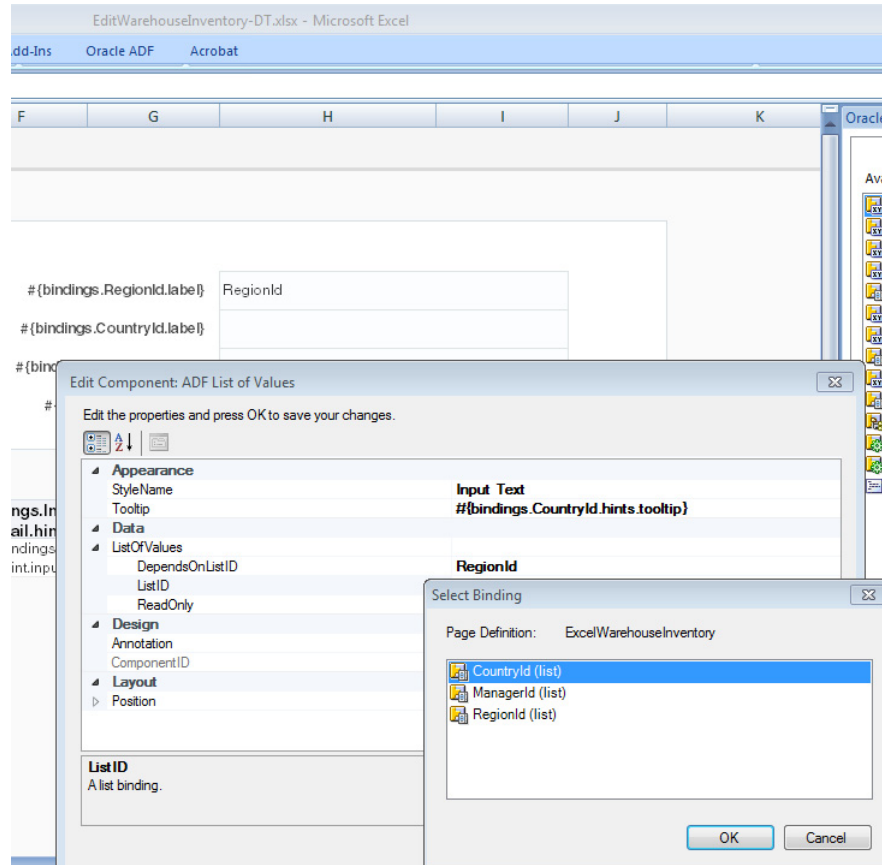 EditWarehouseInventory-DT.xlsx - Microsoft Excel
dd-Ins Oracle ADF Acrobat
F G H I J K
Oracle
Ava
#{bindings.RegionId.label} RegionId
#{bindings.CountryId.label}
#{bind
#
Edit Component: ADF List of Values
Edit the properties and press OK to save your changes.
Appearance
StyleName Input Text
Tooltip #{bindings.CountryId.hints.tooltip}
Data
ListOfValues
DependsOnListID RegionId
ListID
ReadOnly
Design
Annotation
ComponentID
Layout
Position
ListID
A list binding.
ngs.In
ail.hin
ndings
int.inpu
Select Binding
Page Definition: ExcelWarehouseInventory
CountryId (list)
ManagerId (list)
RegionId (list)
OK Cancel